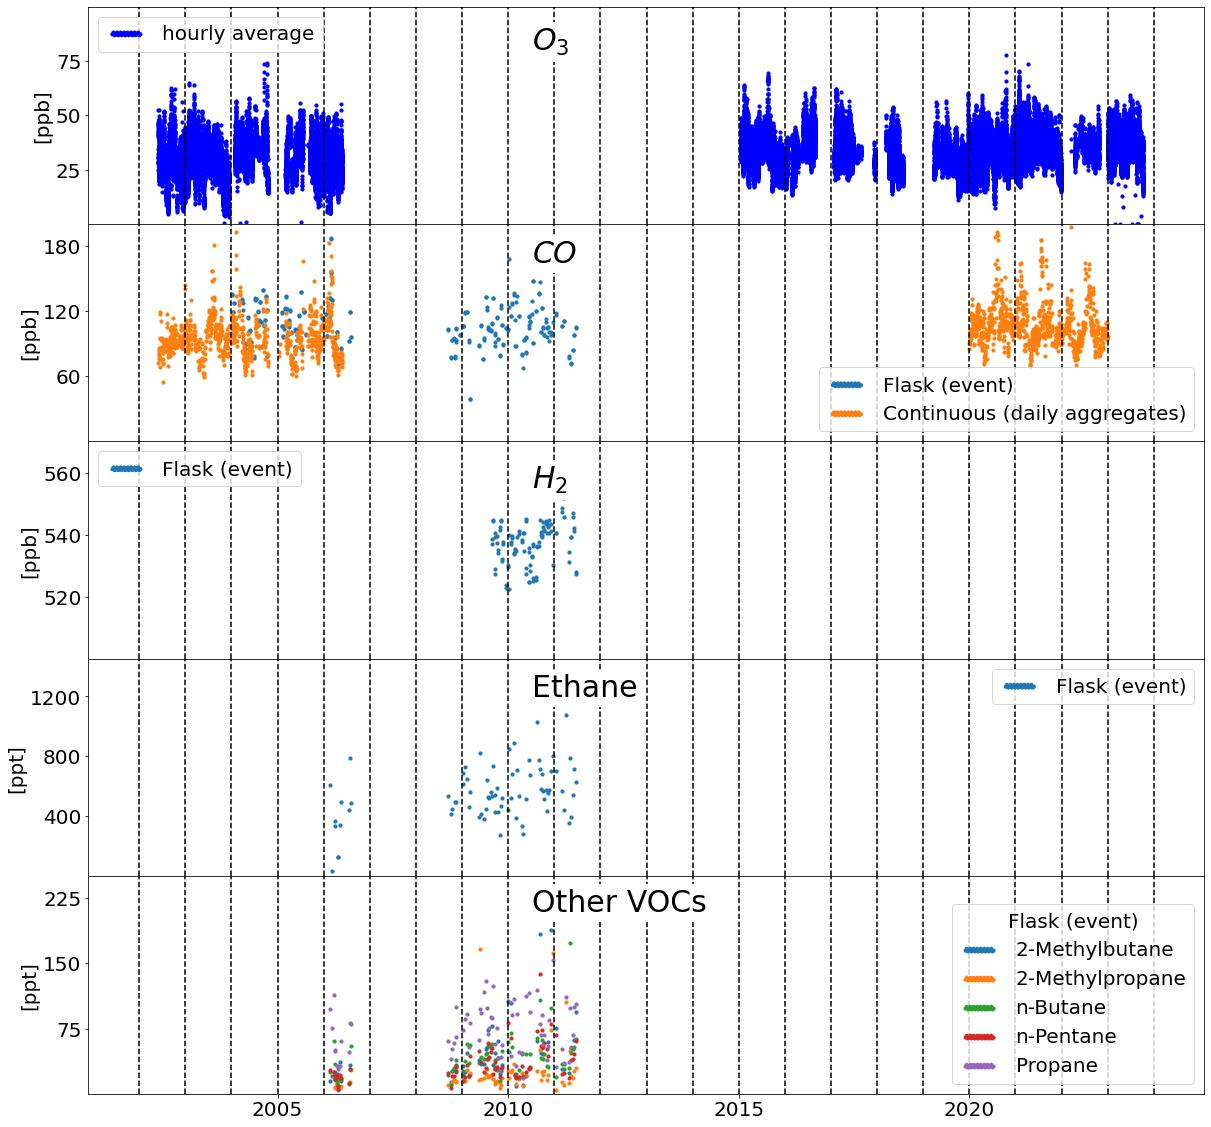 hourly average
O3
75
50
25
[ppb]
CO
180
120
60
[ppb]
Flask (event)
Continuous (daily aggregates)
Flask (event)
H2
560
540
520
[ppb]
Ethane
Flask (event)
1200
800
400
[ppt]
Other VOCs
225
150
75
[ppt]
Flask (event)
2-Methylbutane
2-Methylpropane
n-Butane
n-Pentane
Propane
2005
2010
2015
2020